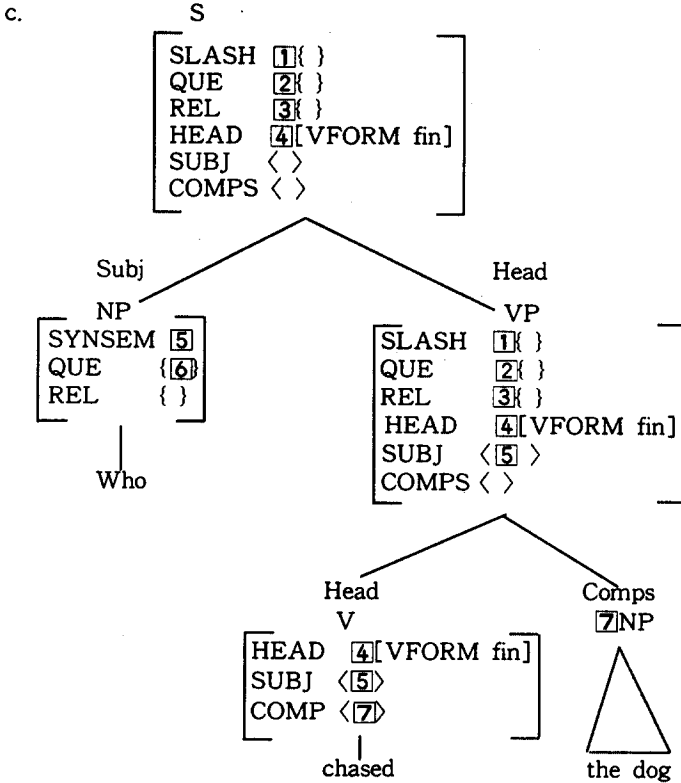 c. S
SLASH [1]{ }
QUE [2]{ }
REL [3]{ }
HEAD [4][VFORM fin]
SUBJ ⟨ ⟩
COMPS ⟨ ⟩
Subj Head
NP VP
SYNSEM [5] SLASH [1]{ }
QUE {[6]} QUE [2]{ }
REL { } REL [3]{ }
HEAD [4][VFORM fin]
Who SUBJ ⟨[5] ⟩
COMPS ⟨ ⟩
Head Comps
V [7]NP
HEAD [4][VFORM fin]
SUBJ ⟨[5]⟩
COMP ⟨[7]⟩
chased the dog